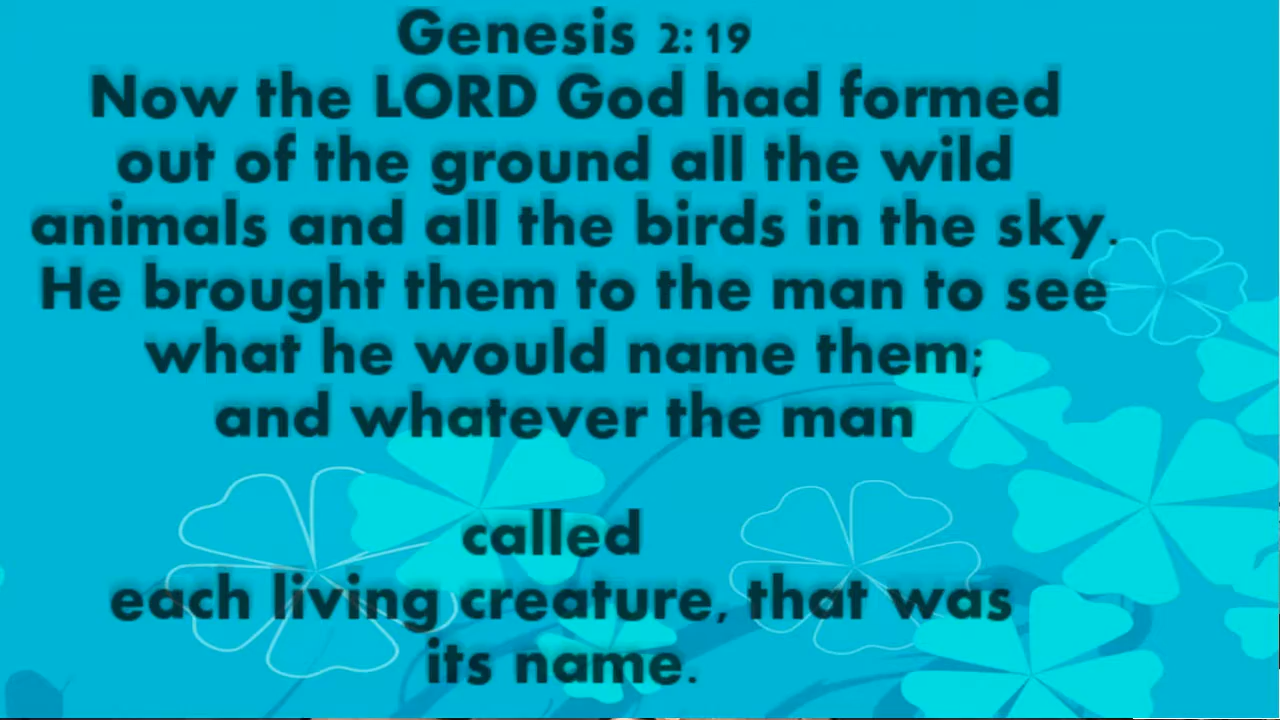 Genesis 2:19
Now the LORD God had formed
out of the ground all the wild
animals and all the birds in the sky.
He brought them to the man to see
what he would name them;
and whatever the man
called
each living creature, that was
its name.